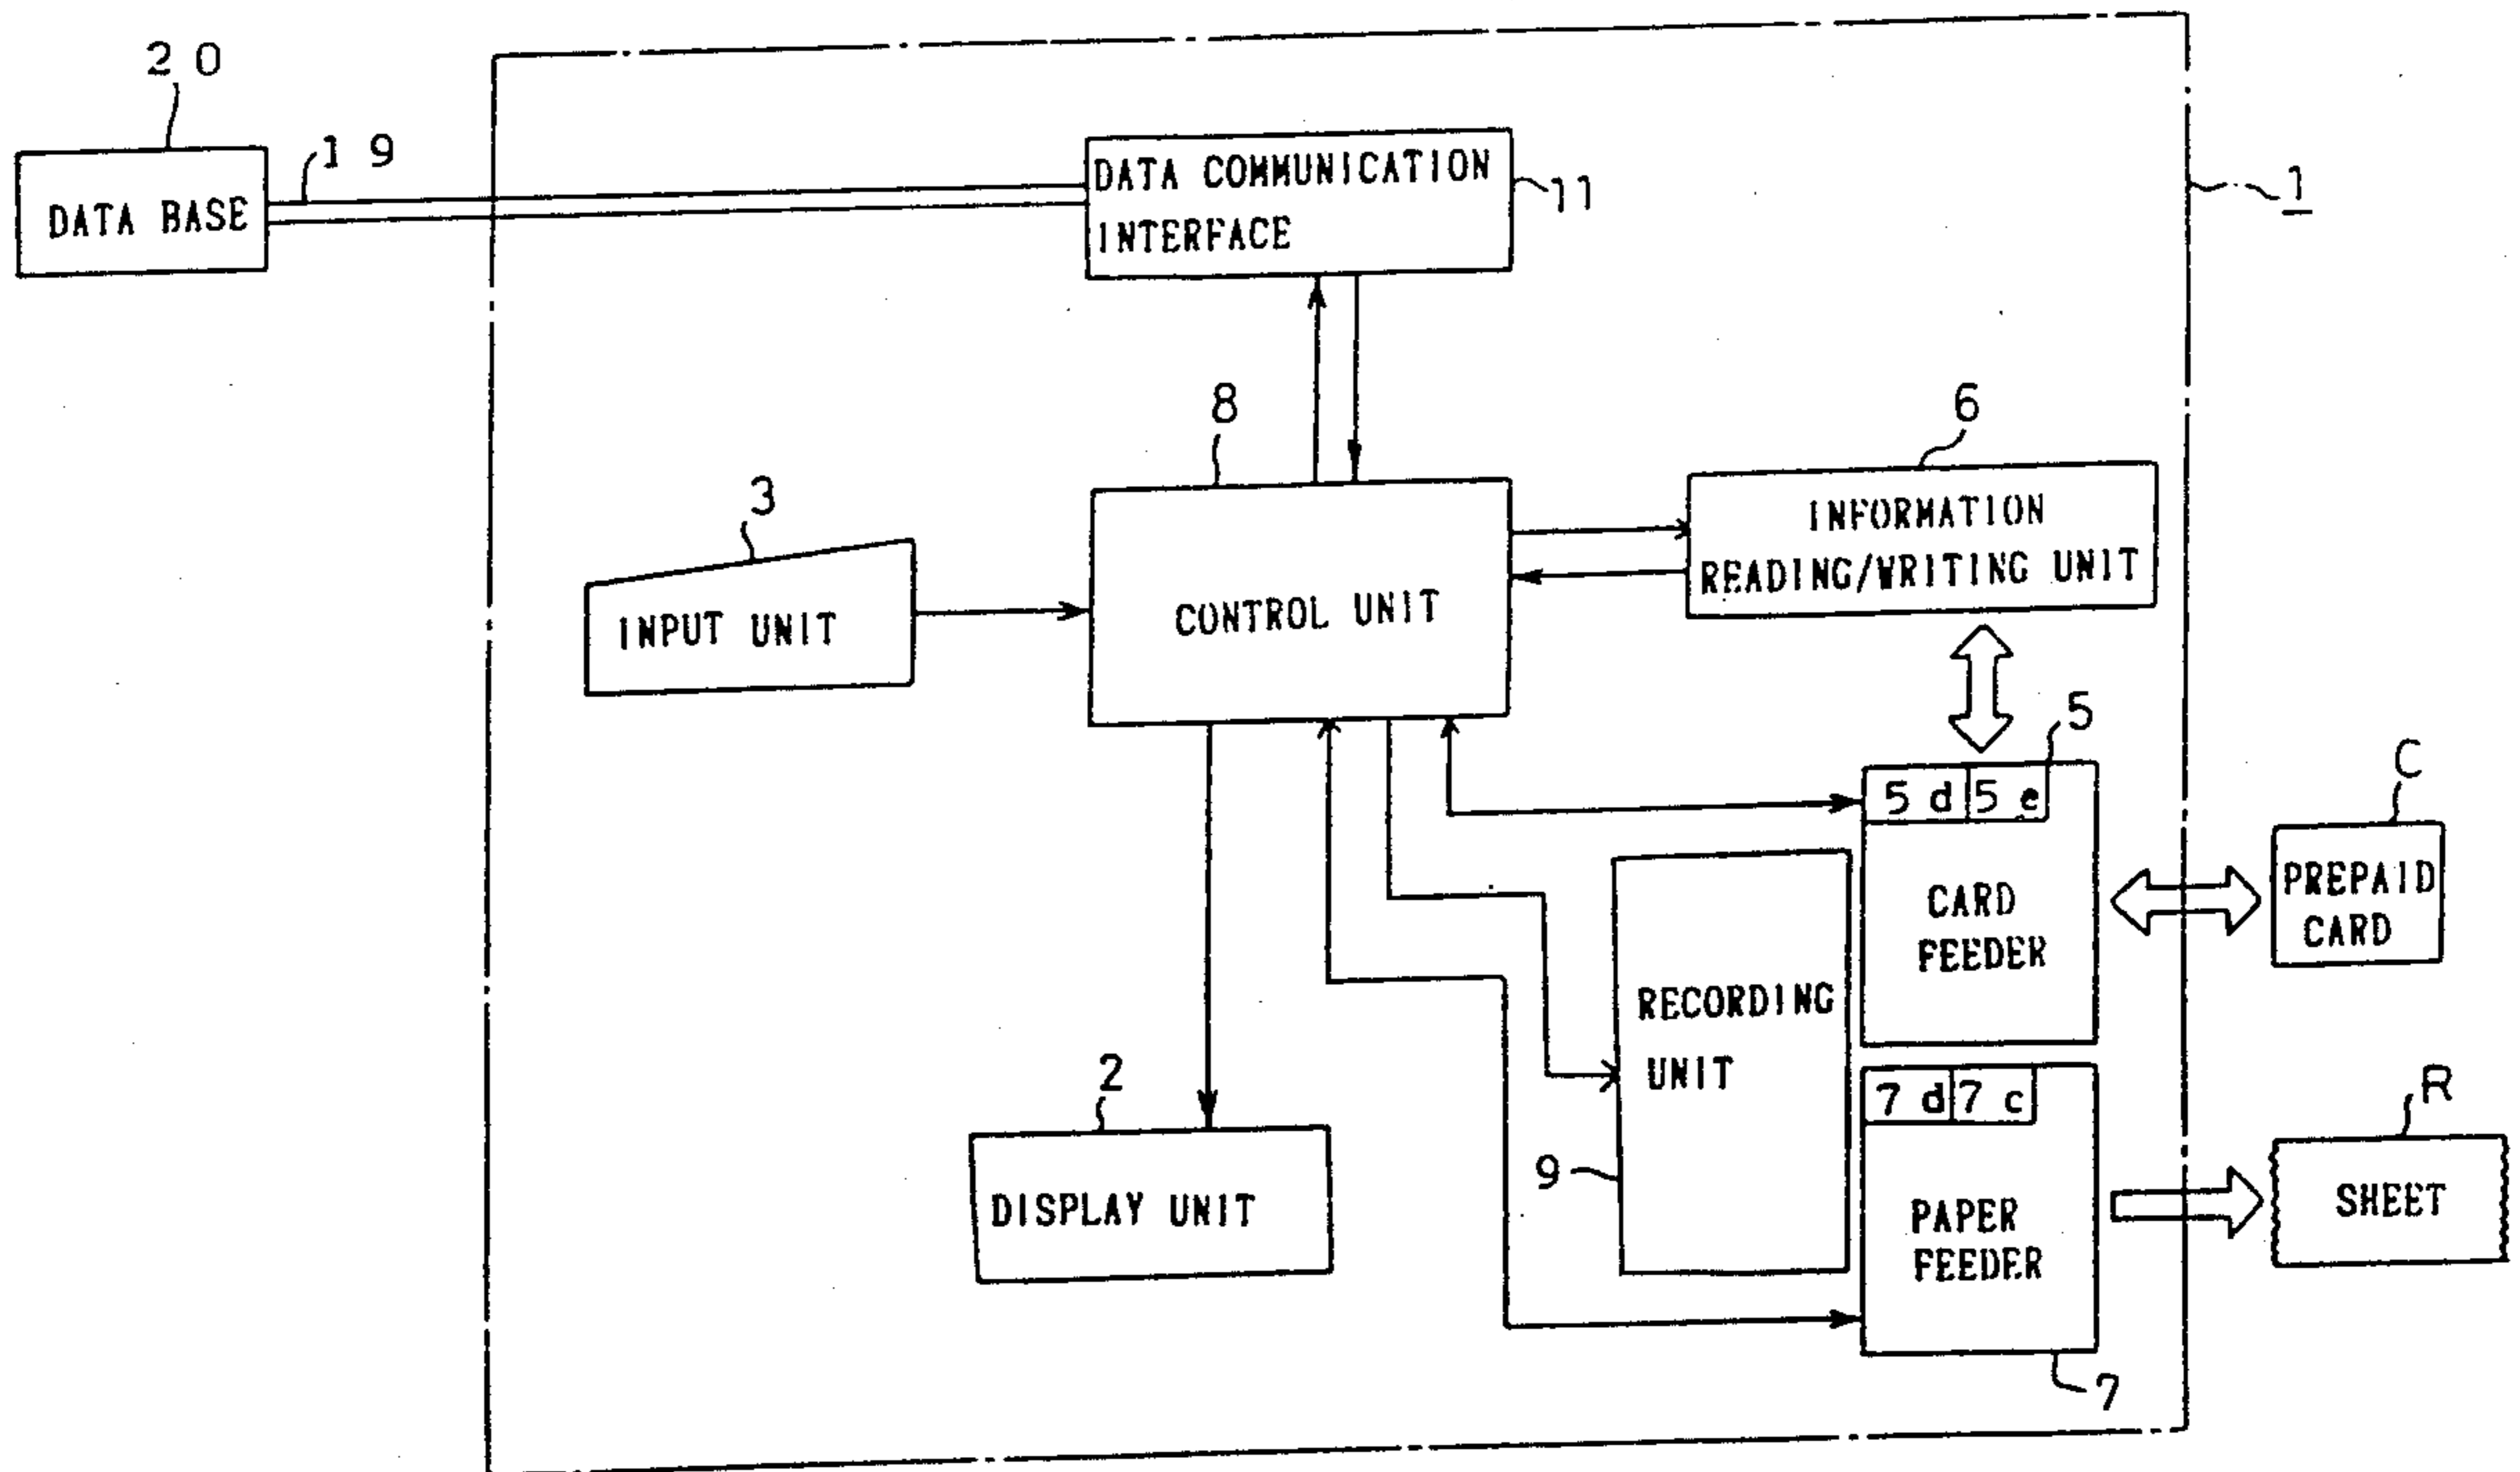 20
19
DATA BASE
DATA COMMUNICATION
INTERFACE
11
1
8
6
3
INFORMATION
READING/WRITING UNIT
CONTROL UNIT
INPUT UNIT
5
C
5d 5e
PREPAID
CARD
CARD
FEEDER
RECORDING
UNIT
2
7d 7c
R
9
DISPLAY UNIT
PAPER
FEEDER
SHEET
7